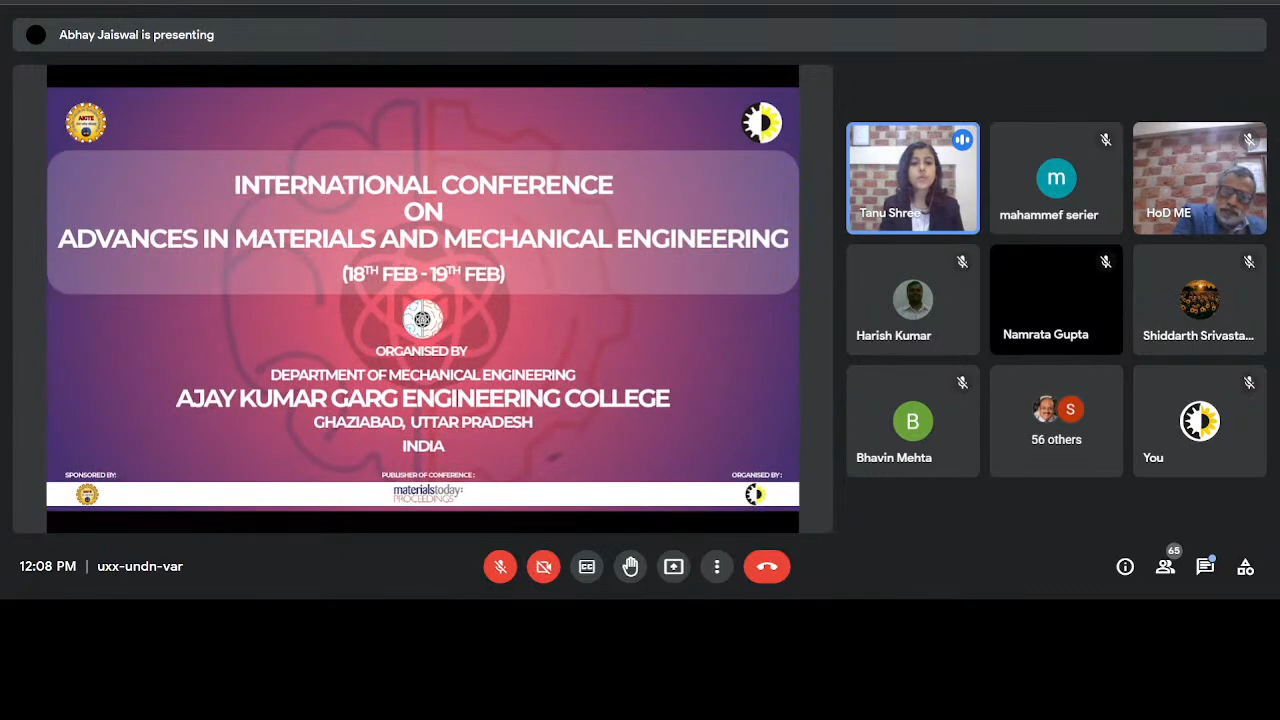 Abhay Jaiswal is presenting
AICTE
INTERNATIONAL CONFERENCE
ON
ADVANCES IN MATERIALS AND MECHANICAL ENGINEERING
(18TH FEB - 19TH FEB)
ORGANISED BY
DEPARTMENT OF MECHANICAL ENGINEERING
AJAY KUMAR GARG ENGINEERING COLLEGE
GHAZIABAD, UTTAR PRADESH
INDIA
SPONSORED BY:
PUBLISHER OF CONFERENCE :
ORGANISED BY :
materialstoday:
PROCEEDINGS
Tanu Shree
m
mahammef serier
HoD ME
Harish Kumar
Namrata Gupta
Shiddarth Srivasta...
B
Bhavin Mehta
S
56 others
You
12:08 PM | uxx-undn-var
65